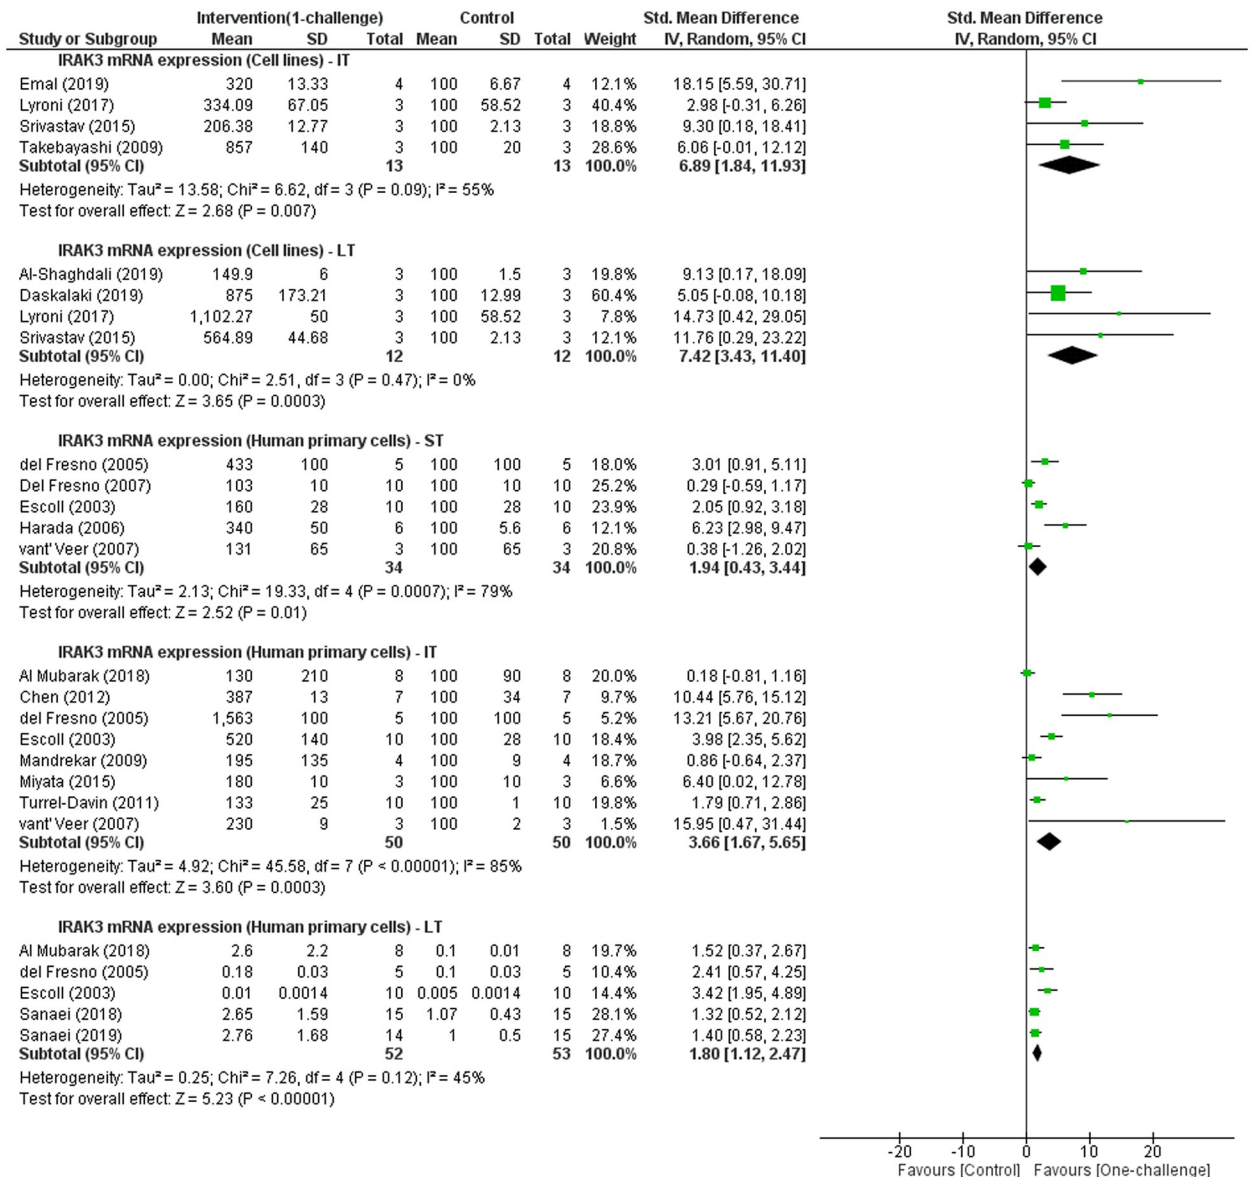 Intervention(1-challenge) Control Std. Mean Difference Std. Mean Difference
Study or Subgroup Mean SD Total Mean SD Total Weight IV, Random, 95% CI IV, Random, 95% CI
IRAK3 mRNA expression (Cell lines) - IT
Emal (2019) 320 13.33 4 100 6.67 4 12.1% 18.15 [5.59, 30.71]
Lyroni (2017) 334.09 67.05 3 100 58.52 3 40.4% 2.98 [-0.31, 6.26]
Srivastav (2015) 206.38 12.77 3 100 2.13 3 18.8% 9.30 [0.18, 18.41]
Takebayashi (2009) 857 140 3 100 20 3 28.6% 6.06 [-0.01, 12.12]
Subtotal (95% CI) 13 13 100.0% 6.89 [1.84, 11.93]
Heterogeneity: Tau² = 13.58; Chi² = 6.62, df = 3 (P = 0.09); I² = 55%
Test for overall effect: Z = 2.68 (P = 0.007)
IRAK3 mRNA expression (Cell lines) - LT
Al-Shaghdali (2019) 149.9 6 3 100 1.5 3 19.8% 9.13 [0.17, 18.09]
Daskalaki (2019) 875 173.21 3 100 12.99 3 60.4% 5.05 [-0.08, 10.18]
Lyroni (2017) 1,102.27 50 3 100 58.52 3 7.8% 14.73 [0.42, 29.05]
Srivastav (2015) 564.89 44.68 3 100 2.13 3 12.1% 11.76 [0.29, 23.22]
Subtotal (95% CI) 12 12 100.0% 7.42 [3.43, 11.40]
Heterogeneity: Tau² = 0.00; Chi² = 2.51, df = 3 (P = 0.47); I² = 0%
Test for overall effect: Z = 3.65 (P = 0.0003)
IRAK3 mRNA expression (Human primary cells) - ST
del Fresno (2005) 433 100 5 100 100 5 18.0% 3.01 [0.91, 5.11]
Del Fresno (2007) 103 10 10 100 10 10 25.2% 0.29 [-0.59, 1.17]
Escoll (2003) 160 28 10 100 28 10 23.9% 2.05 [0.92, 3.18]
Harada (2006) 340 50 6 100 5.6 6 12.1% 6.23 [2.98, 9.47]
vant' Veer (2007) 131 65 3 100 65 3 20.8% 0.38 [-1.26, 2.02]
Subtotal (95% CI) 34 34 100.0% 1.94 [0.43, 3.44]
Heterogeneity: Tau² = 2.13; Chi² = 19.33, df = 4 (P = 0.0007); I² = 79%
Test for overall effect: Z = 2.52 (P = 0.01)
IRAK3 mRNA expression (Human primary cells) - IT
Al Mubarak (2018) 130 210 8 100 90 8 20.0% 0.18 [-0.81, 1.16]
Chen (2012) 387 13 7 100 34 7 9.7% 10.44 [5.76, 15.12]
del Fresno (2005) 1,563 100 5 100 100 5 5.2% 13.21 [5.67, 20.76]
Escoll (2003) 520 140 10 100 28 10 18.4% 3.98 [2.35, 5.62]
Mandrekar (2009) 195 135 4 100 9 4 18.7% 0.86 [-0.64, 2.37]
Miyata (2015) 180 10 3 100 10 3 6.6% 6.40 [0.02, 12.78]
Turrel-Davin (2011) 133 25 10 100 1 10 19.8% 1.79 [0.71, 2.86]
vant' Veer (2007) 230 9 3 100 2 3 1.5% 15.95 [0.47, 31.44]
Subtotal (95% CI) 50 50 100.0% 3.66 [1.67, 5.65]
Heterogeneity: Tau² = 4.92; Chi² = 45.58, df = 7 (P < 0.00001); I² = 85%
Test for overall effect: Z = 3.60 (P = 0.0003)
IRAK3 mRNA expression (Human primary cells) - LT
Al Mubarak (2018) 2.6 2.2 8 0.1 0.01 8 19.7% 1.52 [0.37, 2.67]
del Fresno (2005) 0.18 0.03 5 0.1 0.03 5 10.4% 2.41 [0.57, 4.25]
Escoll (2003) 0.01 0.0014 10 0.005 0.0014 10 14.4% 3.42 [1.95, 4.89]
Sanaei (2018) 2.65 1.59 15 1.07 0.43 15 28.1% 1.32 [0.52, 2.12]
Sanaei (2019) 2.76 1.68 14 1 0.5 15 27.4% 1.40 [0.58, 2.23]
Subtotal (95% CI) 52 53 100.0% 1.80 [1.12, 2.47]
Heterogeneity: Tau² = 0.25; Chi² = 7.26, df = 4 (P = 0.12); I² = 45%
Test for overall effect: Z = 5.23 (P < 0.00001)
-20 -10 0 10 20
Favours [Control] Favours [One-challenge]